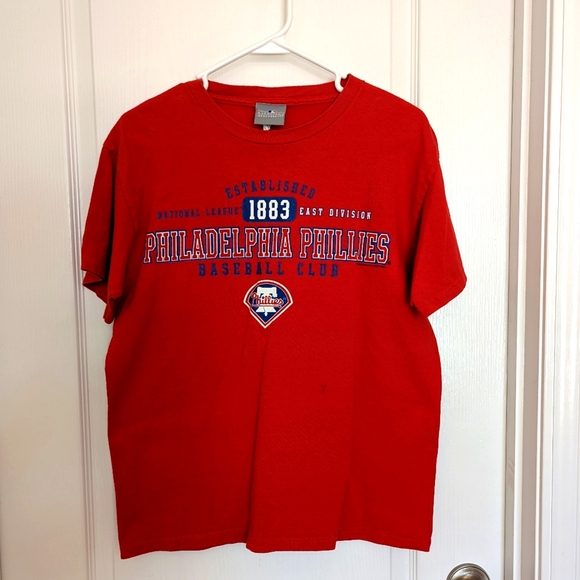 ESTABLISHED
NATIONAL LEAGUE 1883 EAST DIVISION
PHILADELPHIA PHILLIES
BASEBALL CLUB
Phillies